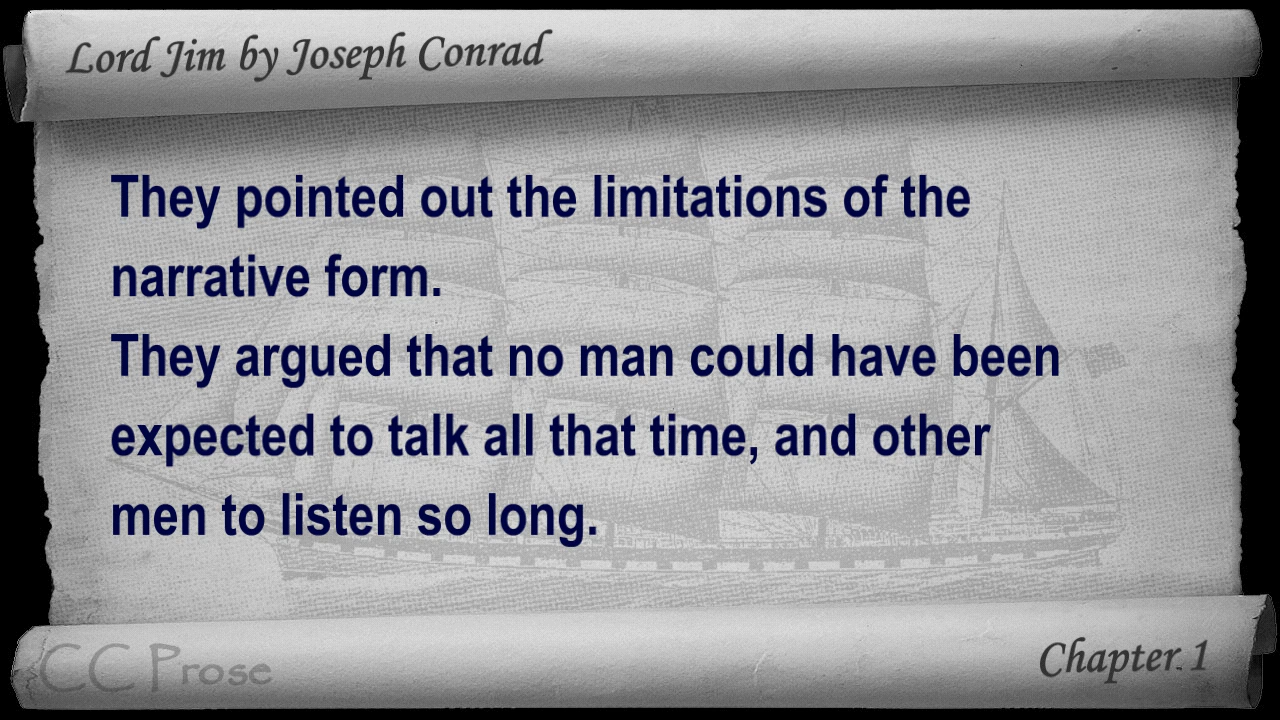 Lord Jim by Joseph Conrad
They pointed out the limitations of the
narrative form.
They argued that no man could have been
expected to talk all that time, and other
men to listen so long.
CC Prose
Chapter 1